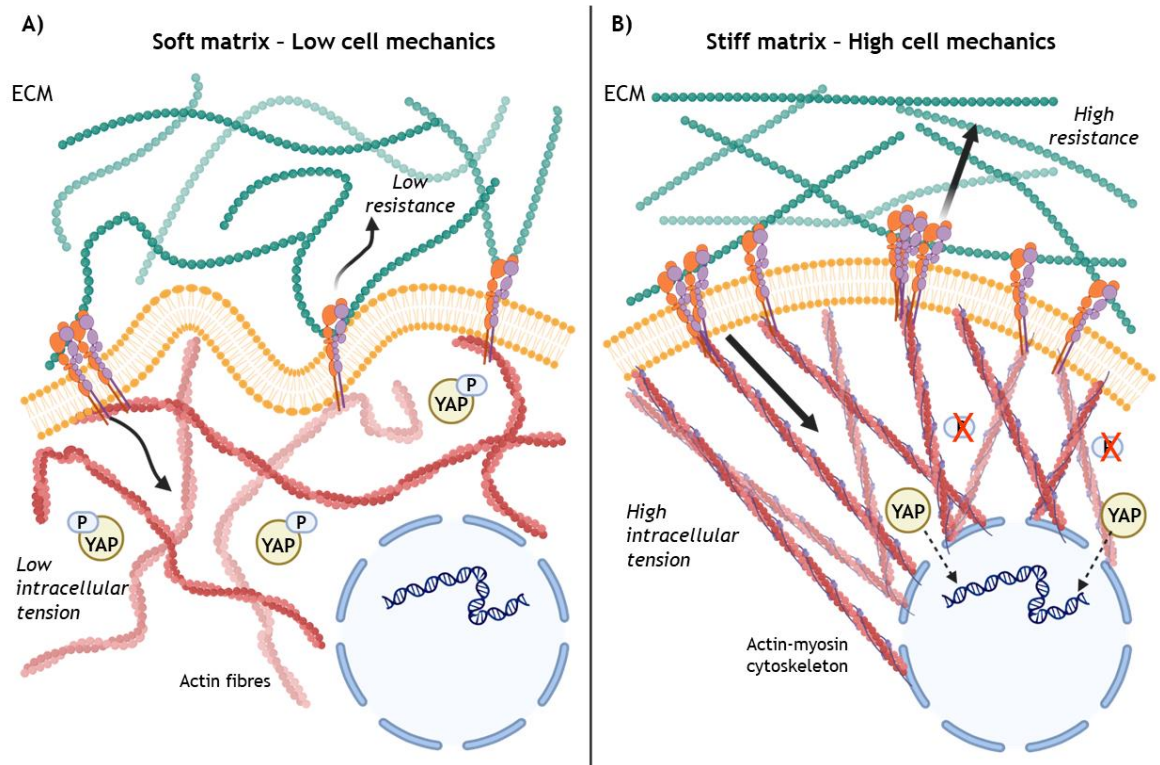 A)
Soft matrix – Low cell mechanics
ECM
Low
resistance
P
YAP
P
YAP
P
YAP
Low
intracellular
tension
Actin fibres
B)
Stiff matrix – High cell mechanics
ECM
High
resistance
YAP
YAP
High
intracellular
tension
Actin-myosin
cytoskeleton